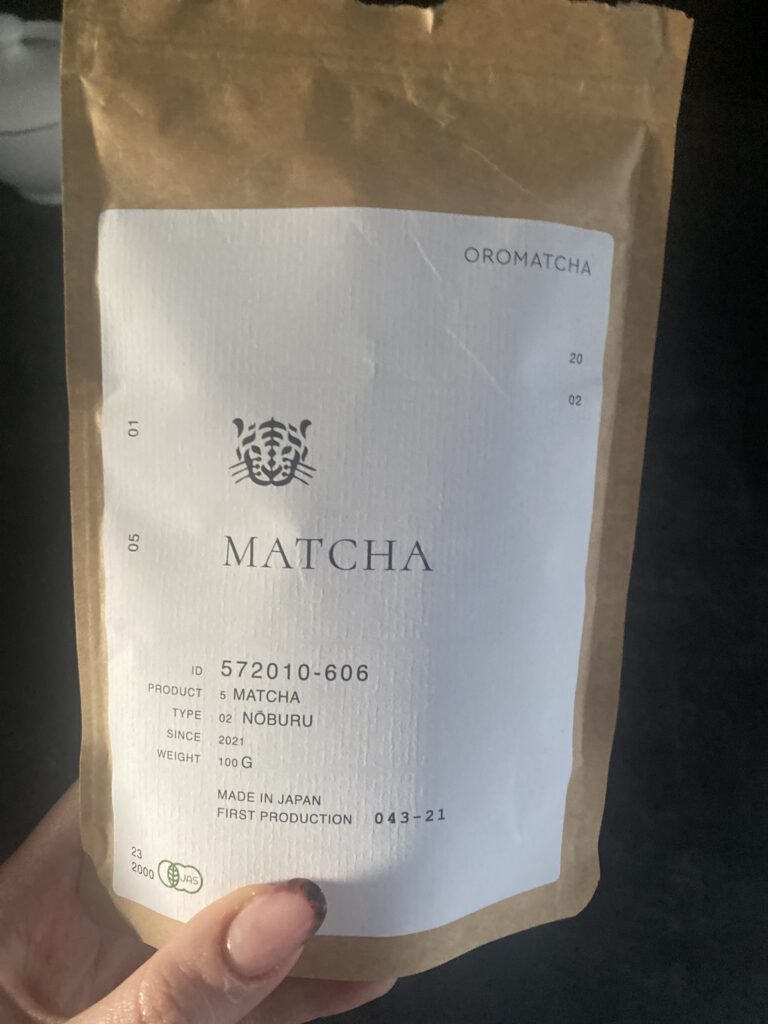 OROMATCHA
20
02
01
05
MATCHA
ID 572010-606
PRODUCT 5 MATCHA
TYPE 02 NŌBURU
SINCE 2021
WEIGHT 100 G
MADE IN JAPAN
FIRST PRODUCTION 043-21
23
2000 JAS